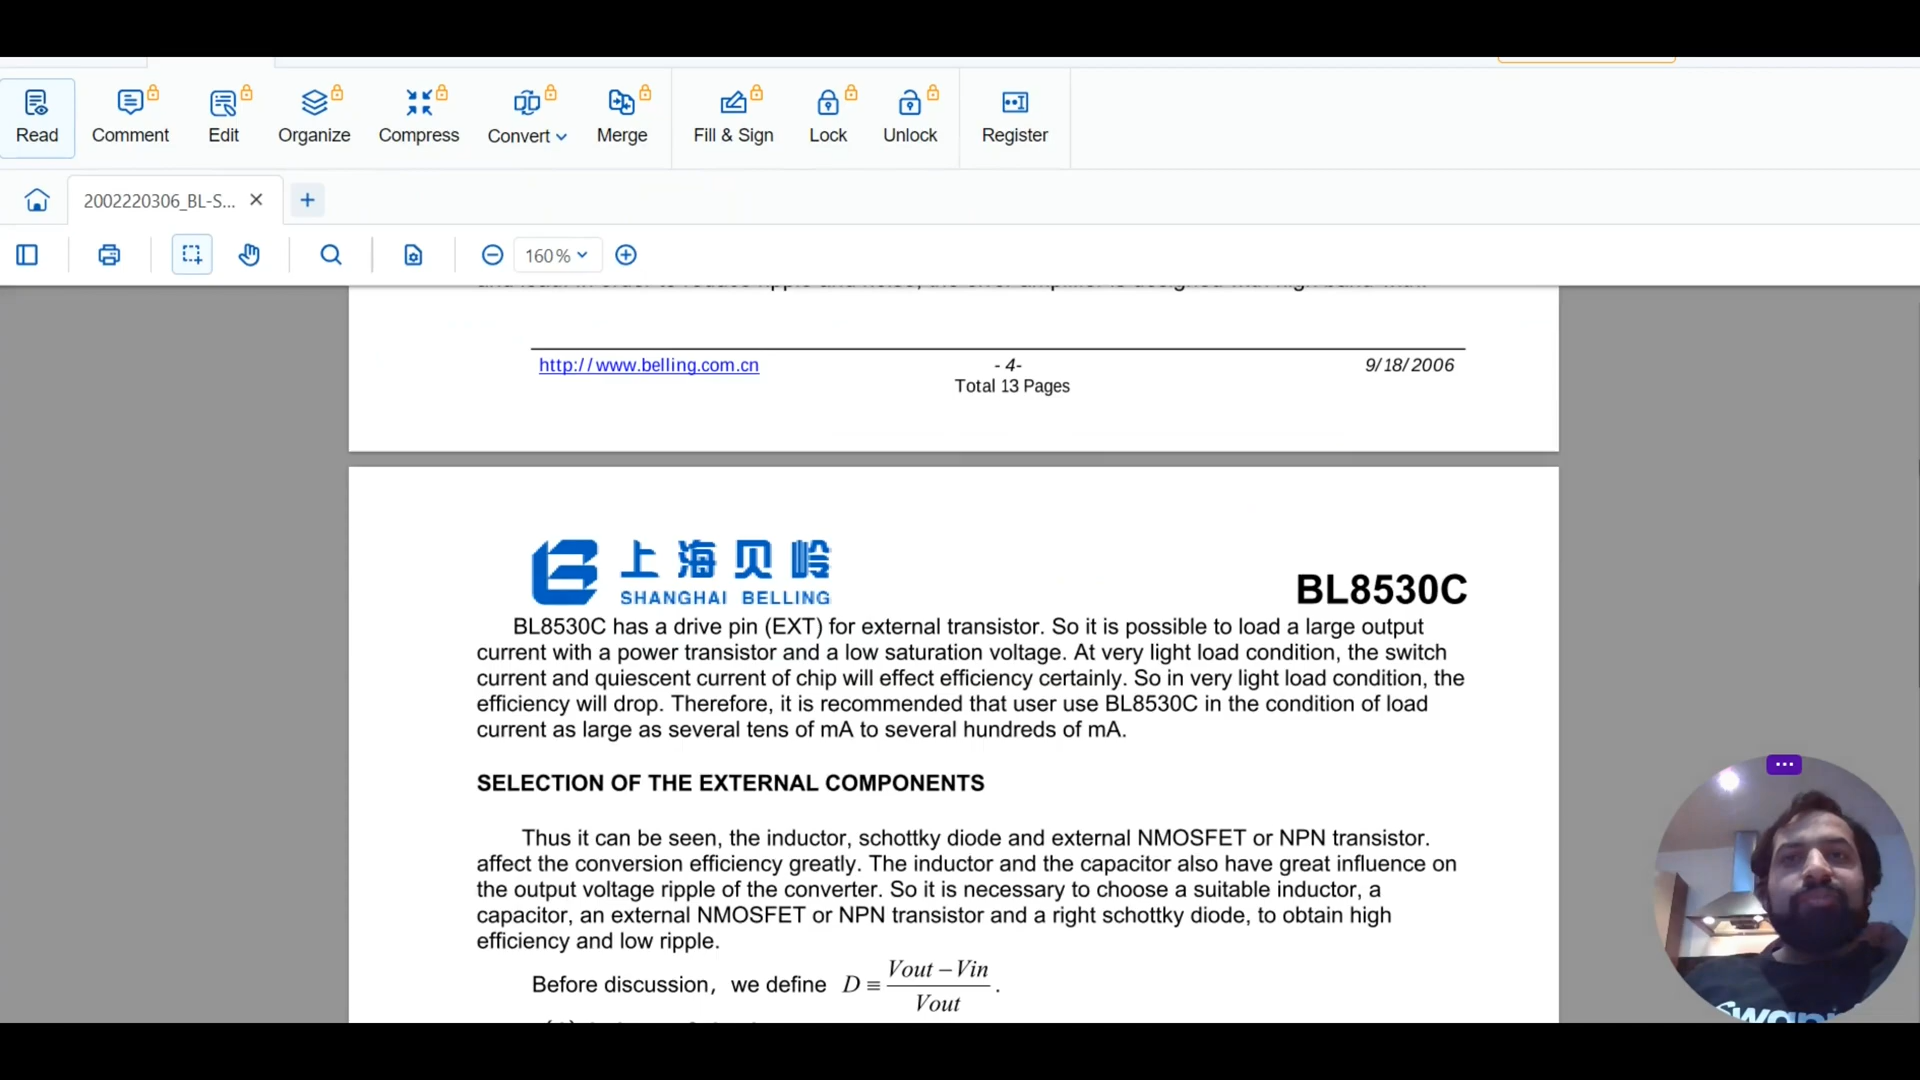 Read
Comment
Edit
Organize
Compress
Convert
Merge
Fill & Sign
Lock
Unlock
Register
2002220306_BL-S...
160%
http://www.belling.com.cn
- 4-
9/18/2006
Total 13 Pages
上海贝岭
SHANGHAI BELLING
BL8530C
BL8530C has a drive pin (EXT) for external transistor. So it is possible to load a large output
current with a power transistor and a low saturation voltage. At very light load condition, the switch
current and quiescent current of chip will effect efficiency certainly. So in very light load condition, the
efficiency will drop. Therefore, it is recommended that user use BL8530C in the condition of load
current as large as several tens of mA to several hundreds of mA.
SELECTION OF THE EXTERNAL COMPONENTS
Thus it can be seen, the inductor, schottky diode and external NMOSFET or NPN transistor.
affect the conversion efficiency greatly. The inductor and the capacitor also have great influence on
the output voltage ripple of the converter. So it is necessary to choose a suitable inductor, a
capacitor, an external NMOSFET or NPN transistor and a right schottky diode, to obtain high
efficiency and low ripple.
Before discussion, we define D ≡ (Vout – Vin) / Vout .